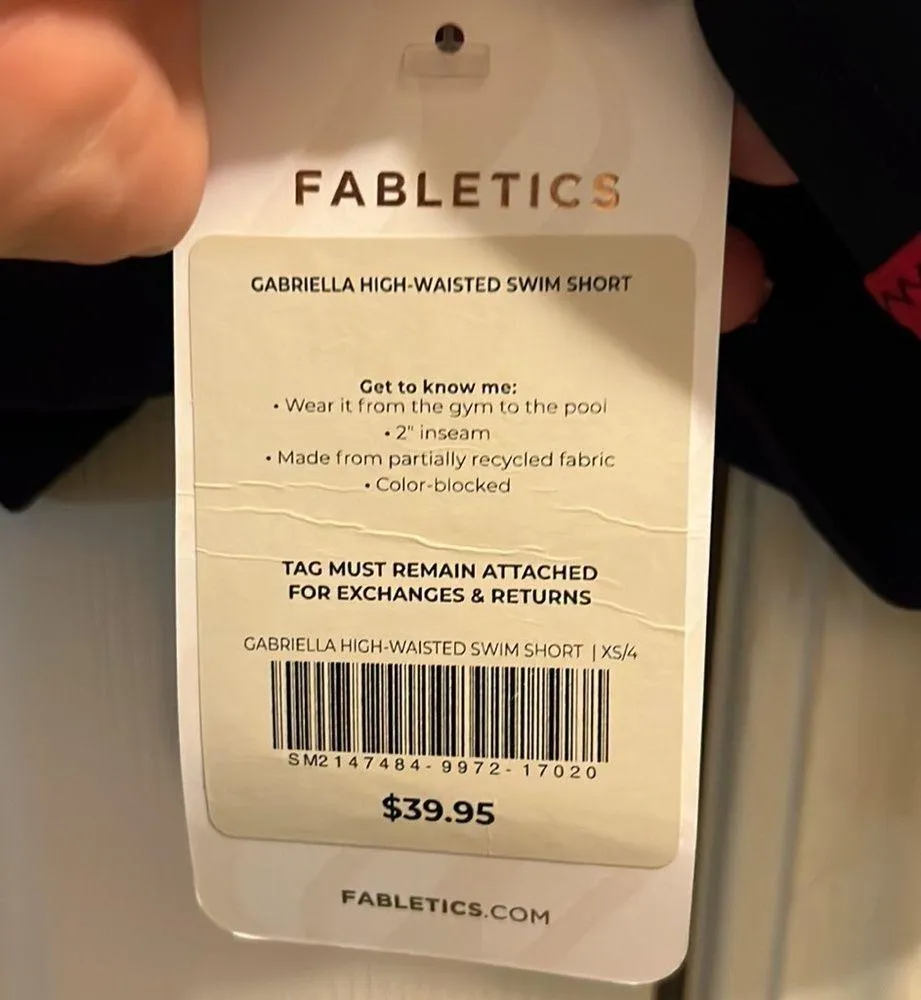 FABLETICS
GABRIELLA HIGH-WAISTED SWIM SHORT
Get to know me:
• Wear it from the gym to the pool
• 2" inseam
• Made from partially recycled fabric
• Color-blocked
TAG MUST REMAIN ATTACHED
FOR EXCHANGES & RETURNS
GABRIELLA HIGH-WAISTED SWIM SHORT | XS/4
SM2147484-9972-17020
$39.95
FABLETICS.COM